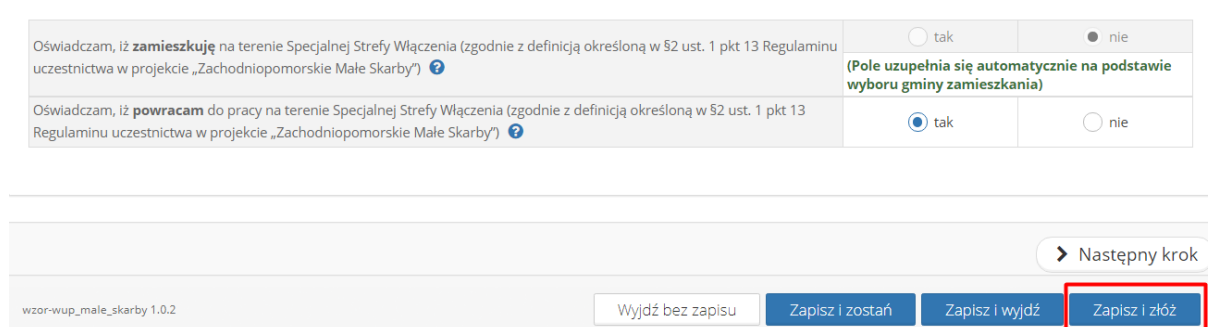 Oświadczam, iż zamieszkuję na terenie Specjalnej Strefy Włączenia (zgodnie z definicją określoną w §2 ust. 1 pkt 13 Regulaminu
uczestnictwa w projekcie „Zachodniopomorskie Małe Skarby”) ?
tak
nie
(Pole uzupełnia się automatycznie na podstawie
wyboru gminy zamieszkania)
Oświadczam, iż powracam do pracy na terenie Specjalnej Strefy Włączenia (zgodnie z definicją określoną w §2 ust. 1 pkt 13
Regulaminu uczestnictwa w projekcie „Zachodniopomorskie Małe Skarby”) ?
tak
nie
Następny krok
wzor-wup_male_skarby 1.0.2
Wyjdź bez zapisu
Zapisz i zostań
Zapisz i wyjdź
Zapisz i złóż